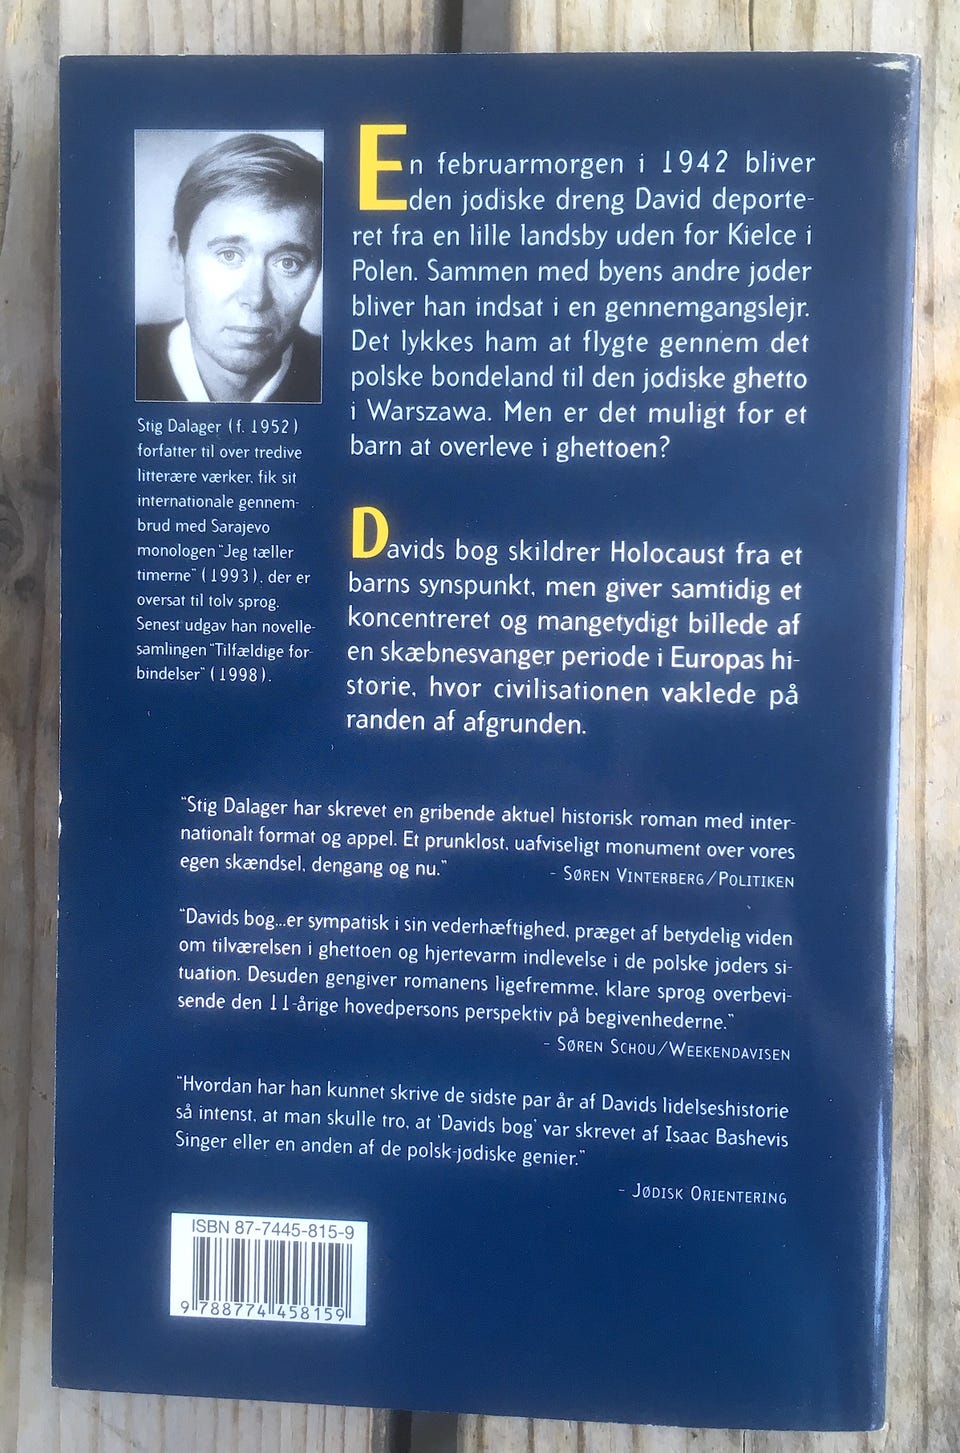 En februarmorgen i 1942 bliver
den jødiske dreng David deporte-
ret fra en lille landsby uden for Kielce i
Polen. Sammen med byens andre jøder
bliver han indsat i en gennemgangslejr.
Det lykkes ham at flygte gennem det
polske bondeland til den jødiske ghetto
i Warszawa. Men er det muligt for et
barn at overleve i ghettoen?
Stig Dalager (f. 1952)
forfatter til over tredive
litterære værker, fik sit
internationale gennem-
brud med Sarajevo
monologen "Jeg tæller
timerne" (1993), der er
oversat til tolv sprog.
Senest udgav han novelle-
samlingen "Tilfældige for-
bindelser" (1998).
Davids bog skildrer Holocaust fra et
barns synspunkt, men giver samtidig et
koncentreret og mangetydigt billede af
en skæbnesvanger periode i Europas hi-
storie, hvor civilisationen vaklede på
randen af afgrunden.
"Stig Dalager har skrevet en gribende aktuel historisk roman med inter-
nationalt format og appel. Et prunkløst, uafviseligt monument over vores
egen skændsel, dengang og nu."
- Søren Vinterberg/Politiken
"Davids bog...er sympatisk i sin vederhæftighed, præget af betydelig viden
om tilværelsen i ghettoen og hjertevarm indlevelse i de polske jøders si-
tuation. Desuden gengiver romanens ligefremme, klare sprog overbevi-
sende den 11-årige hovedpersons perspektiv på begivenhederne."
- Søren Schou/Weekendavisen
"Hvordan har han kunnet skrive de sidste par år af Davids lidelseshistorie
så intenst, at man skulle tro, at 'Davids bog' var skrevet af Isaac Bashevis
Singer eller en anden af de polsk-jødiske genier."
- Jødisk Orientering
ISBN 87-7445-815-9
9 788774 458159